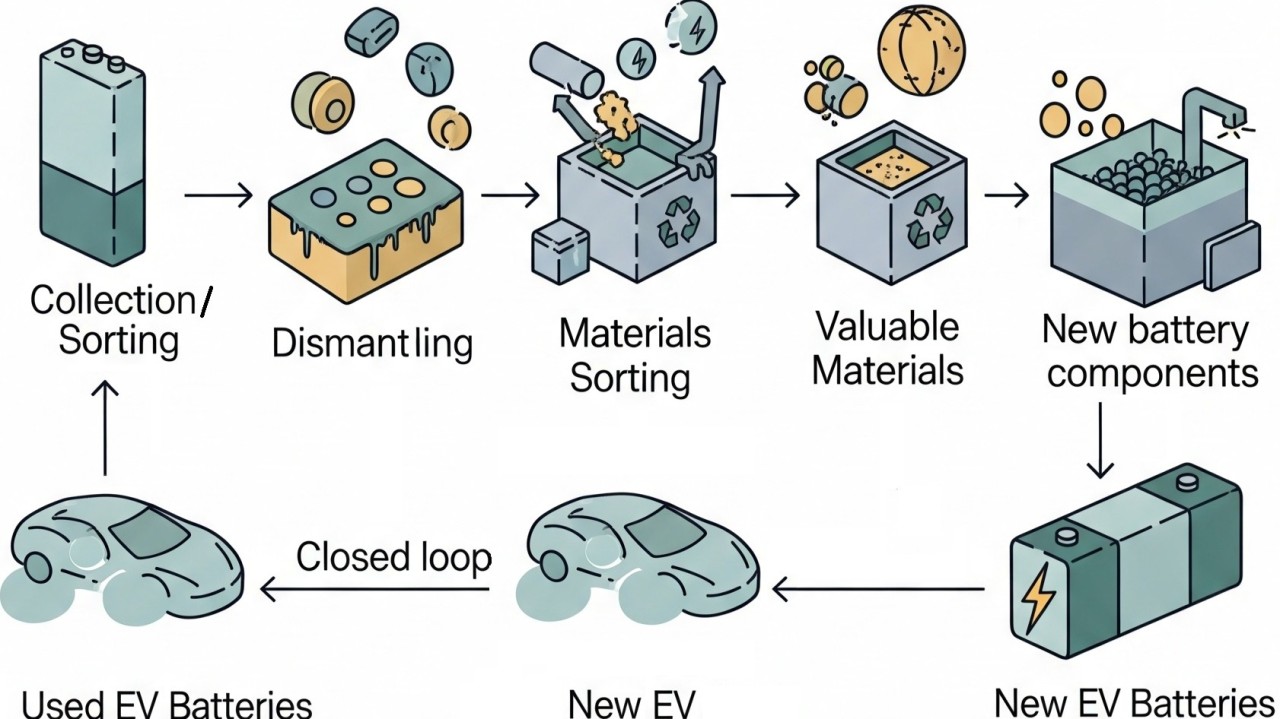 Collection/
Sorting
Dismantling
Materials
Sorting
Valuable
Materials
New battery
components
Closed loop
Used EV Batteries
New EV
New EV Batteries